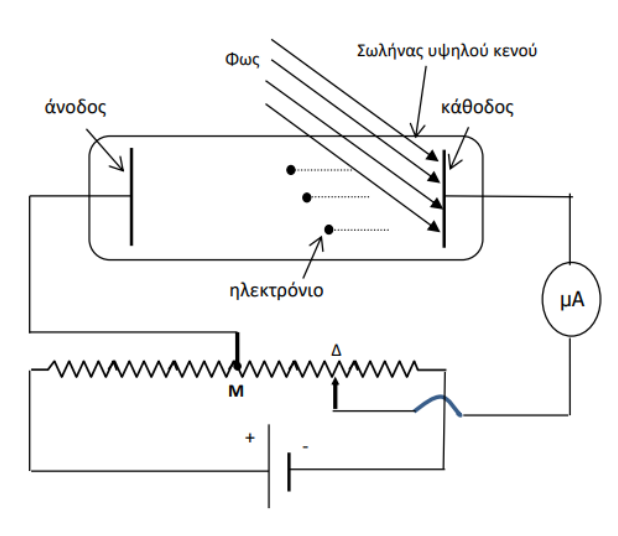 Σωλήνας υψηλού κενού
Φως
άνοδος
κάθοδος
ηλεκτρόνιο
μΑ
Δ
Μ
+
-